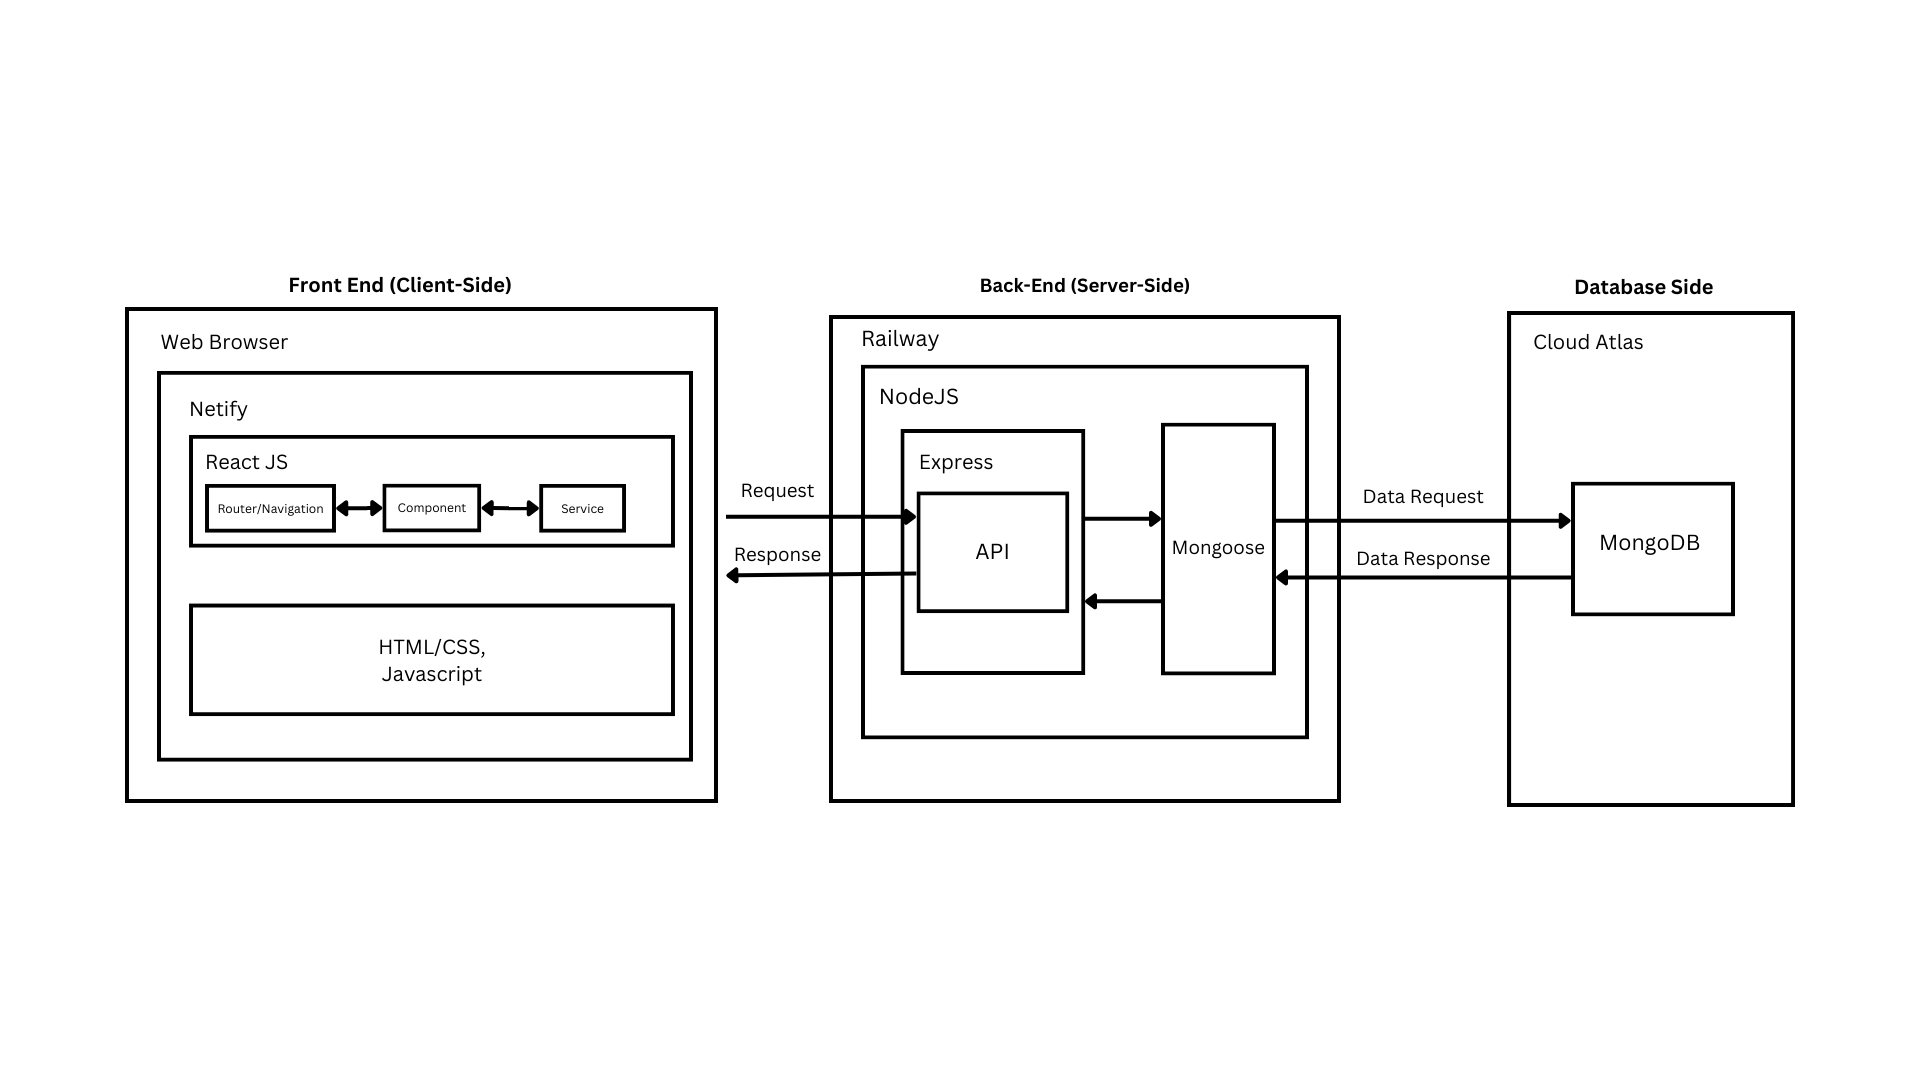 Front End (Client-Side)
Web Browser
Netify
React JS
Router/Navigation
Component
Service
HTML/CSS,
Javascript
Request
Response
Back-End (Server-Side)
Railway
NodeJS
Express
API
Mongoose
Data Request
Data Response
Database Side
Cloud Atlas
MongoDB